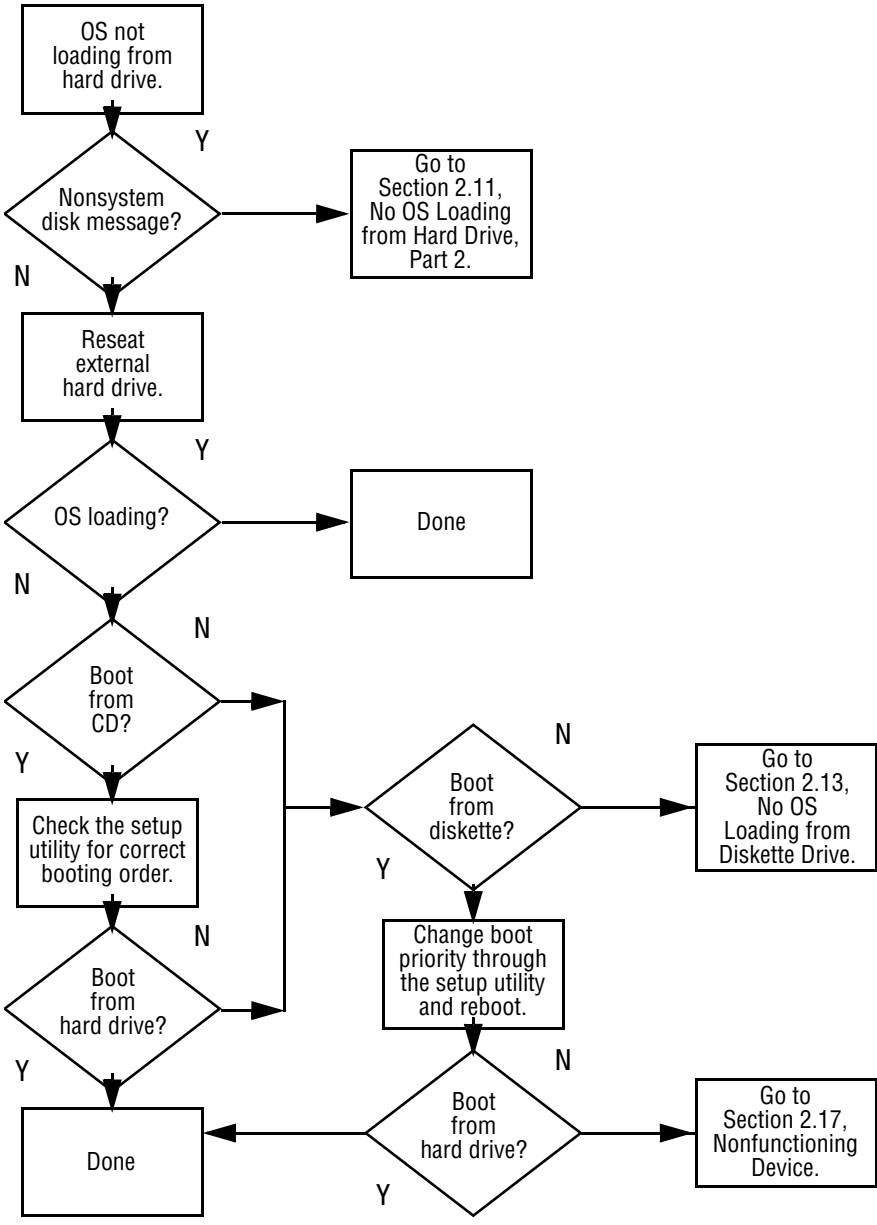 OS not
loading from
hard drive.
Y
Nonsystem
disk message?
Go to
Section 2.11,
No OS Loading
from Hard Drive,
Part 2.
N
Reseat
external
hard drive.
Y
OS loading?
Done
N
N
Boot
from
CD?
Y
Check the setup
utility for correct
booting order.
N
Boot
from
hard drive?
Y
Done
N
Boot
from
diskette?
Go to
Section 2.13,
No OS
Loading from
Diskette Drive.
Y
Change boot
priority through
the setup utility
and reboot.
N
Boot
from
hard drive?
Go to
Section 2.17,
Nonfunctioning
Device.
Y